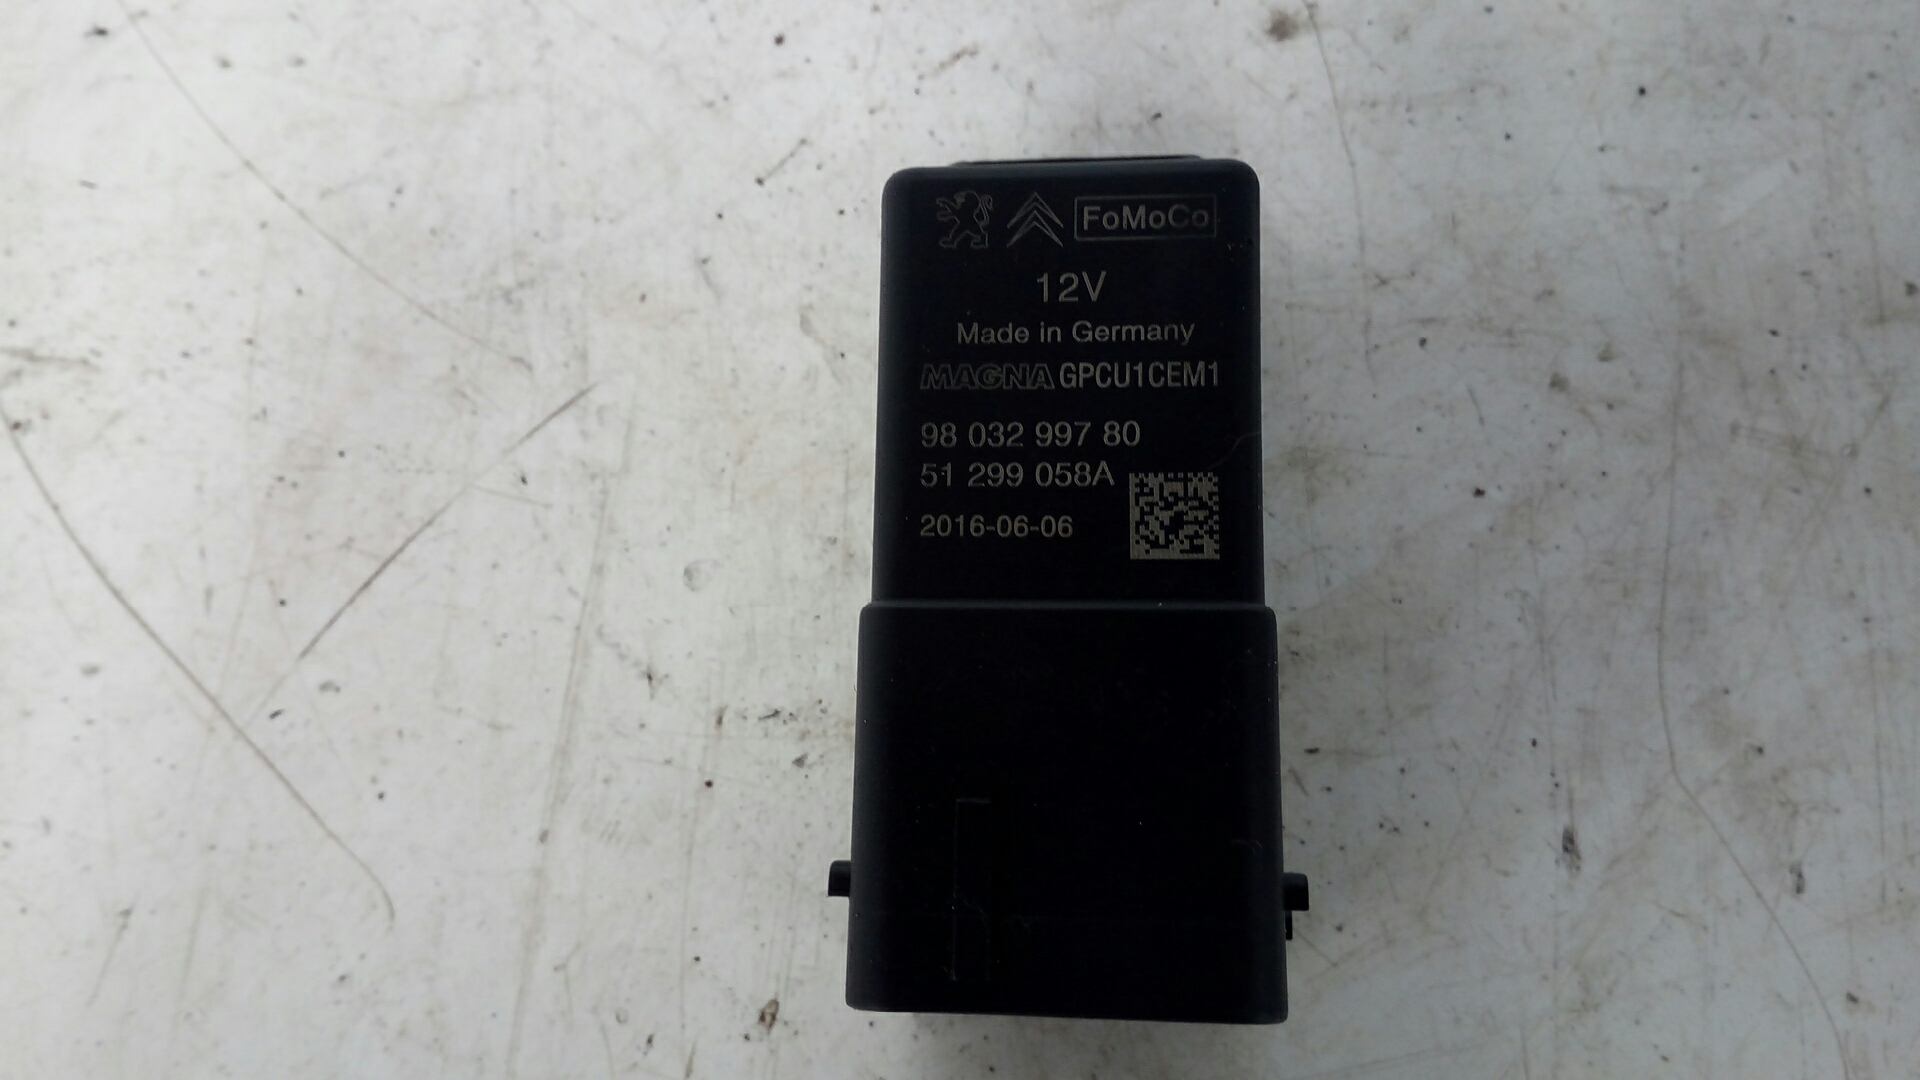 FoMoCo
12V
Made in Germany
MAGNA GPCU1CEM1
98 032 997 80
51 299 058A
2016-06-06